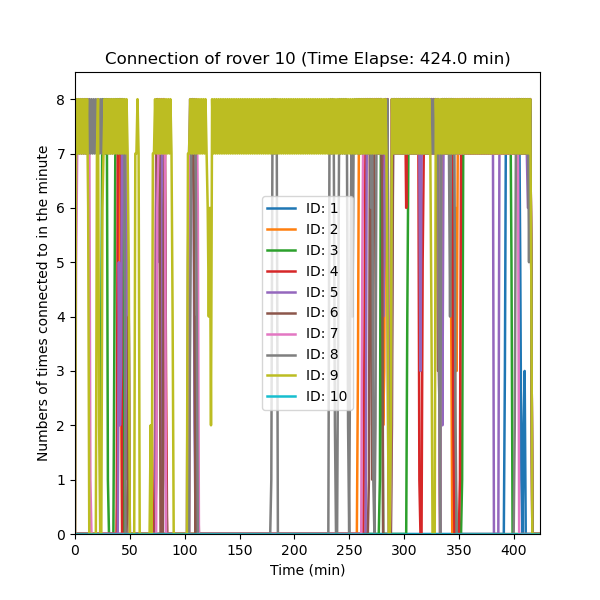 Connection of rover 10 (Time Elapse: 424.0 min)
Numbers of times connected to in the minute
8
7
6
5
4
3
2
1
0
ID: 1
ID: 2
ID: 3
ID: 4
ID: 5
ID: 6
ID: 7
ID: 8
ID: 9
ID: 10
0 50 100 150 200 250 300 350 400
Time (min)